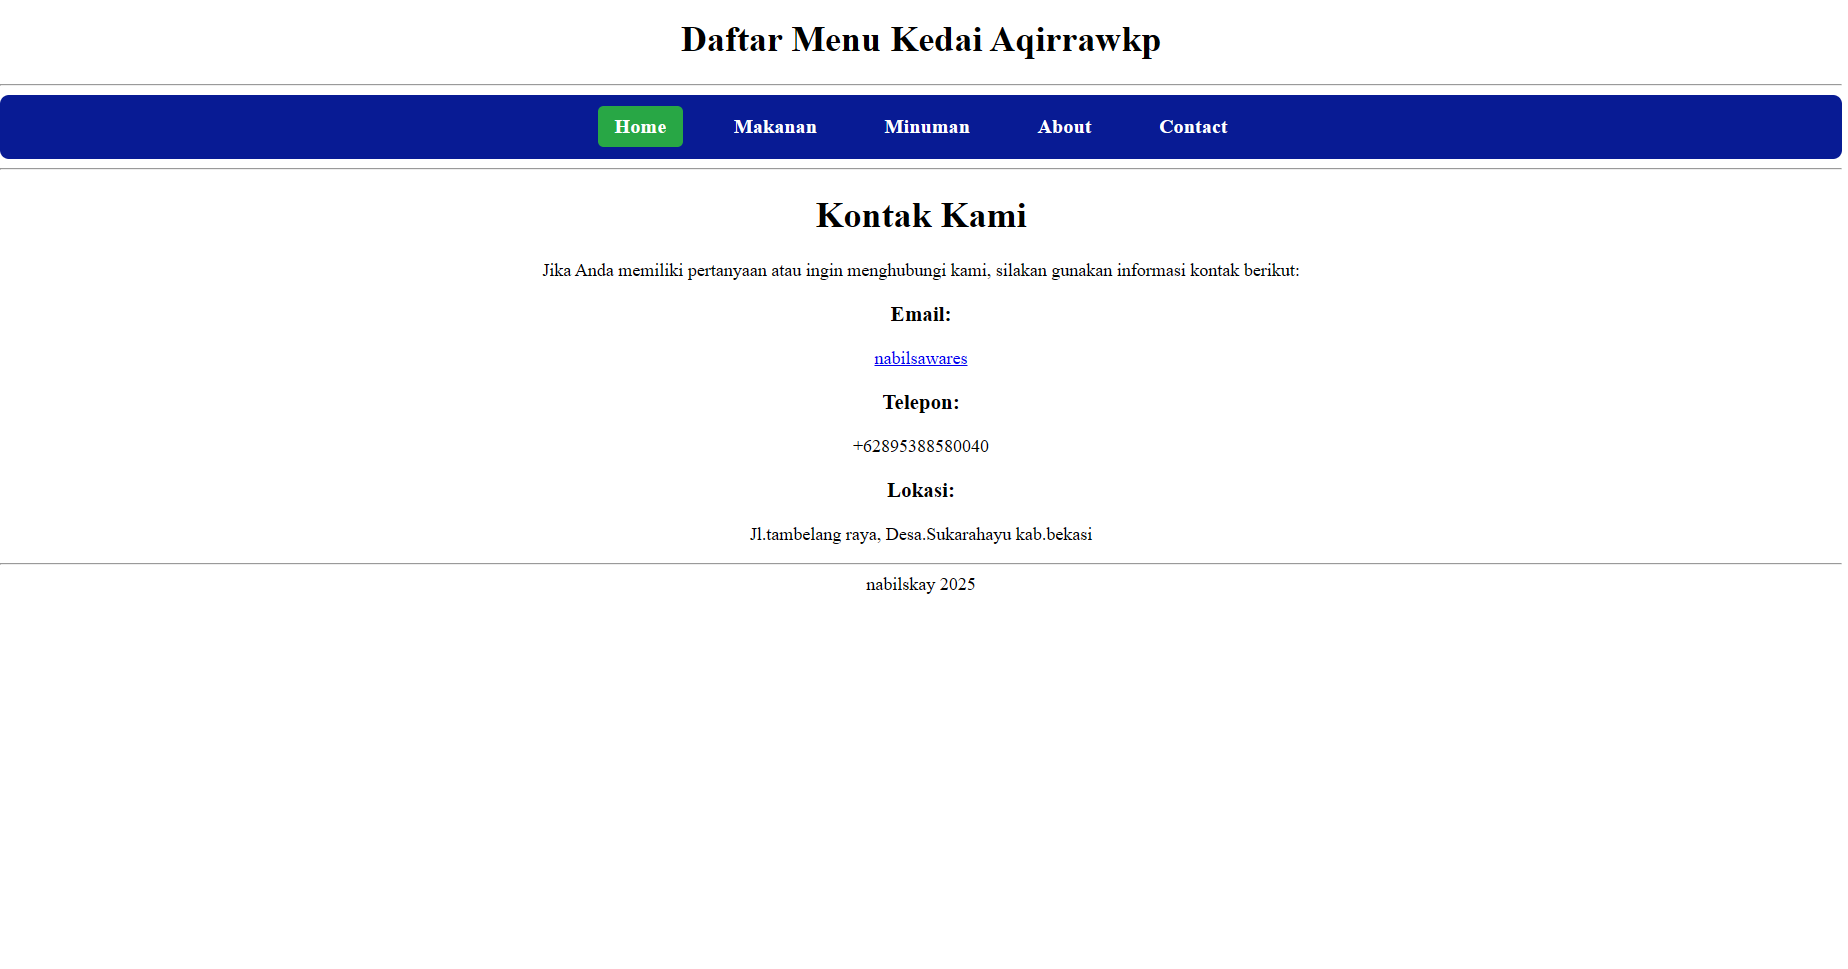 Daftar Menu Kedai Aqirrawkp
Home Makanan Minuman About Contact
Kontak Kami
Jika Anda memiliki pertanyaan atau ingin menghubungi kami, silakan gunakan informasi kontak berikut:
Email:
nabilsawares
Telepon:
+62895388580040
Lokasi:
Jl.tambelang raya, Desa.Sukarahayu kab.bekasi
nabilskay 2025